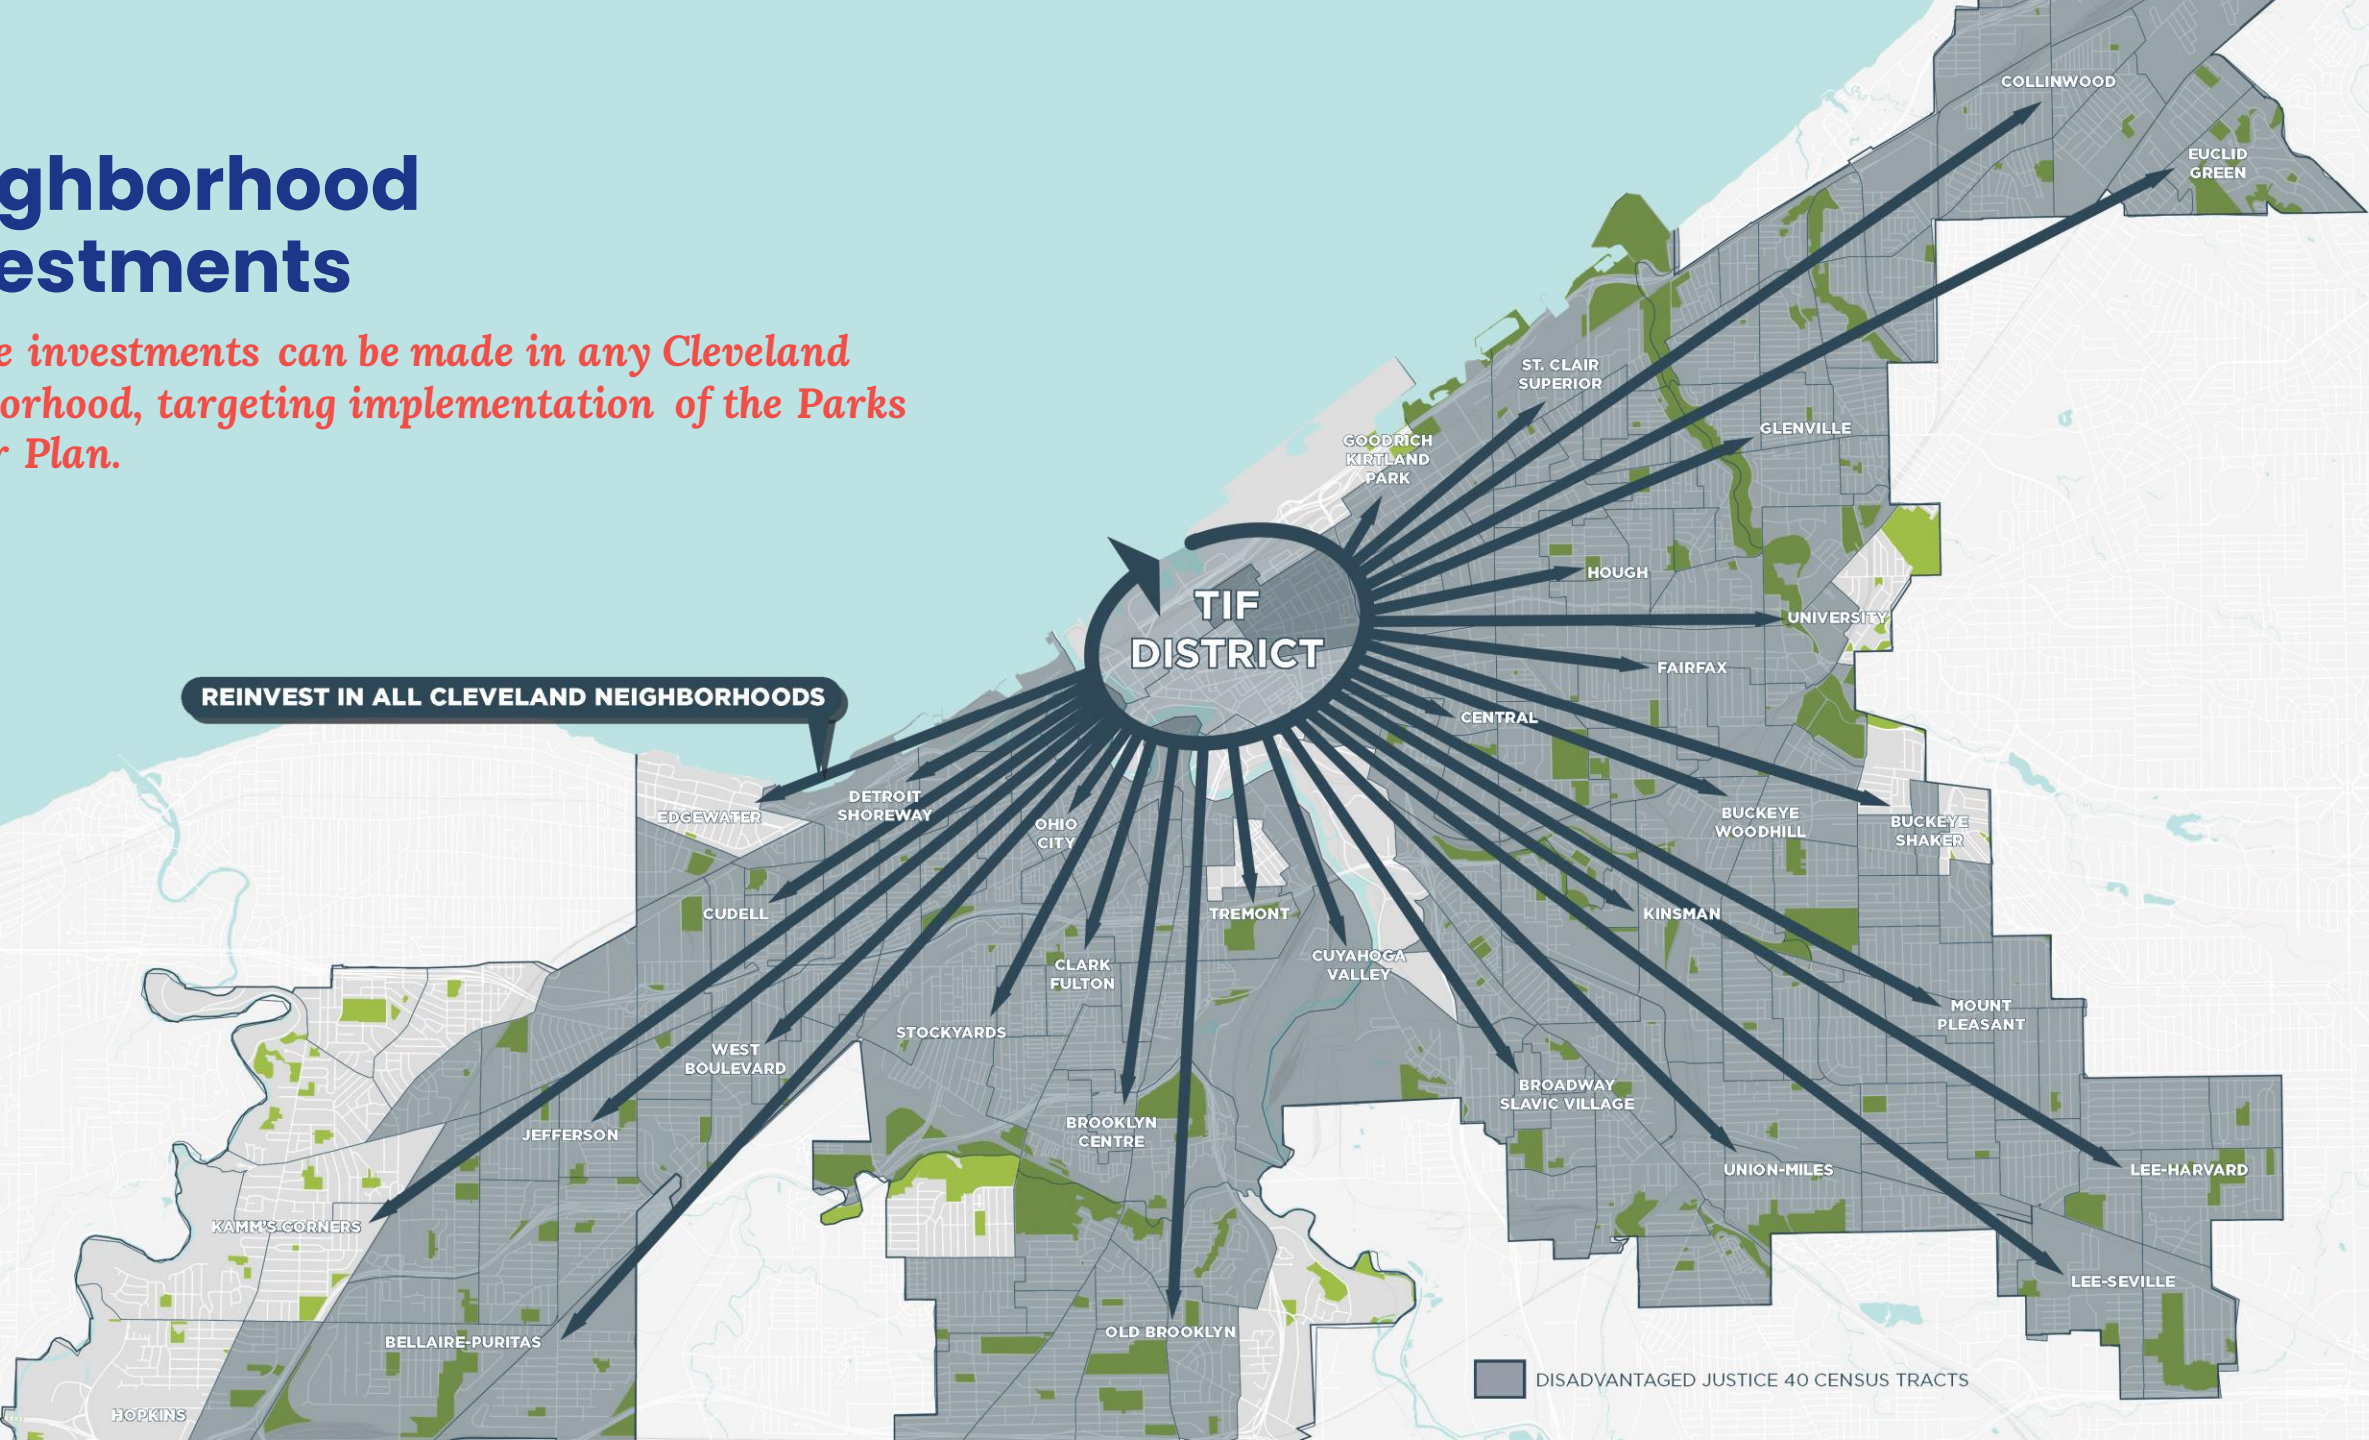 ghborhood
estments
e investments can be made in any Cleveland
orhood, targeting implementation of the Parks
r Plan.
COLLINWOOD
EUCLID
GREEN
ST. CLAIR
SUPERIOR
GLENVILLE
GOODRICH
KIRTLAND
PARK
HOUGH
TIF
DISTRICT
UNIVERSITY
FAIRFAX
REINVEST IN ALL CLEVELAND NEIGHBORHOODS
CENTRAL
EDGEWATER
DETROIT
SHOREWAY
OHIO
CITY
BUCKEYE
WOODHILL
BUCKEYE
SHAKER
CUDELL
TREMONT
KINSMAN
CLARK
FULTON
CUYAHOGA
VALLEY
STOCKYARDS
MOUNT
PLEASANT
WEST
BOULEVARD
BROADWAY
SLAVIC VILLAGE
JEFFERSON
BROOKLYN
CENTRE
UNION-MILES
LEE-HARVARD
KAMM'S CORNERS
LEE-SEVILLE
BELLAIRE-PURITAS
OLD BROOKLYN
DISADVANTAGED JUSTICE 40 CENSUS TRACTS
HOPKINS